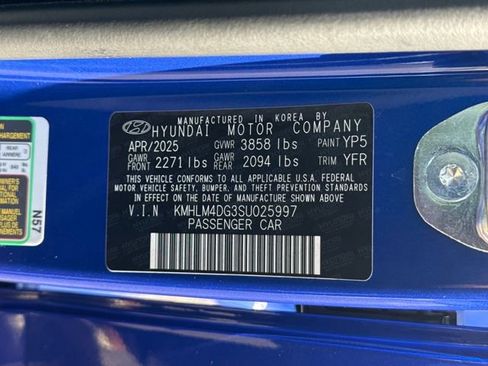 MANUFACTURED IN KOREA BY
HYUNDAI MOTOR COMPANY
APR/2025 GVWR 3858 lbs PAINT YP5
GAWR FRONT 2271 lbs GAWR REAR 2094 lbs TRIM YFR
THIS VEHICLE CONFORMS TO ALL APPLICABLE U.S.A. FEDERAL
MOTOR VEHICLE SAFETY, BUMPER, AND THEFT PREVENTION STANDARDS
IN EFFECT ON THE DATE OF MANUFACTURE SHOWN ABOVE
V.I.N KMHLM4DG3SU025997
PASSENGER CAR
N57